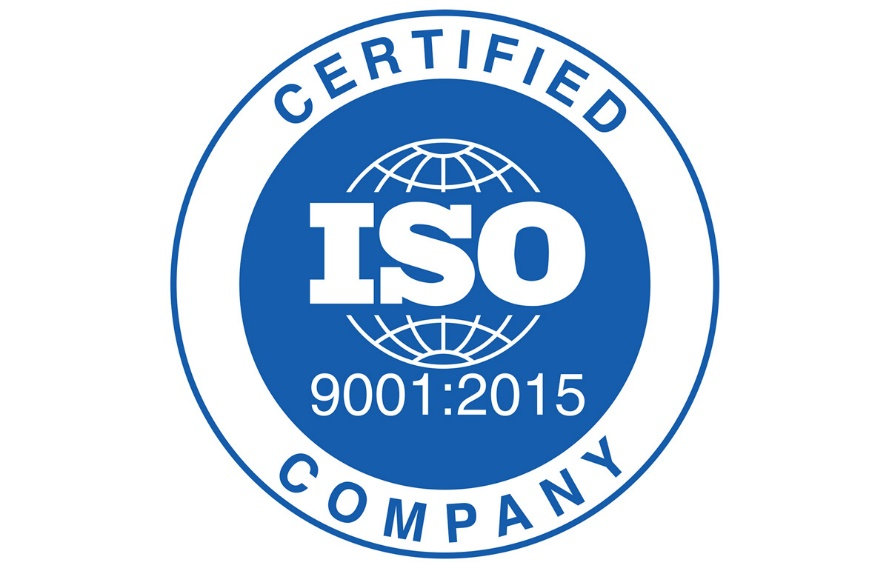 CERTIFIED
ISO
9001:2015
COMPANY